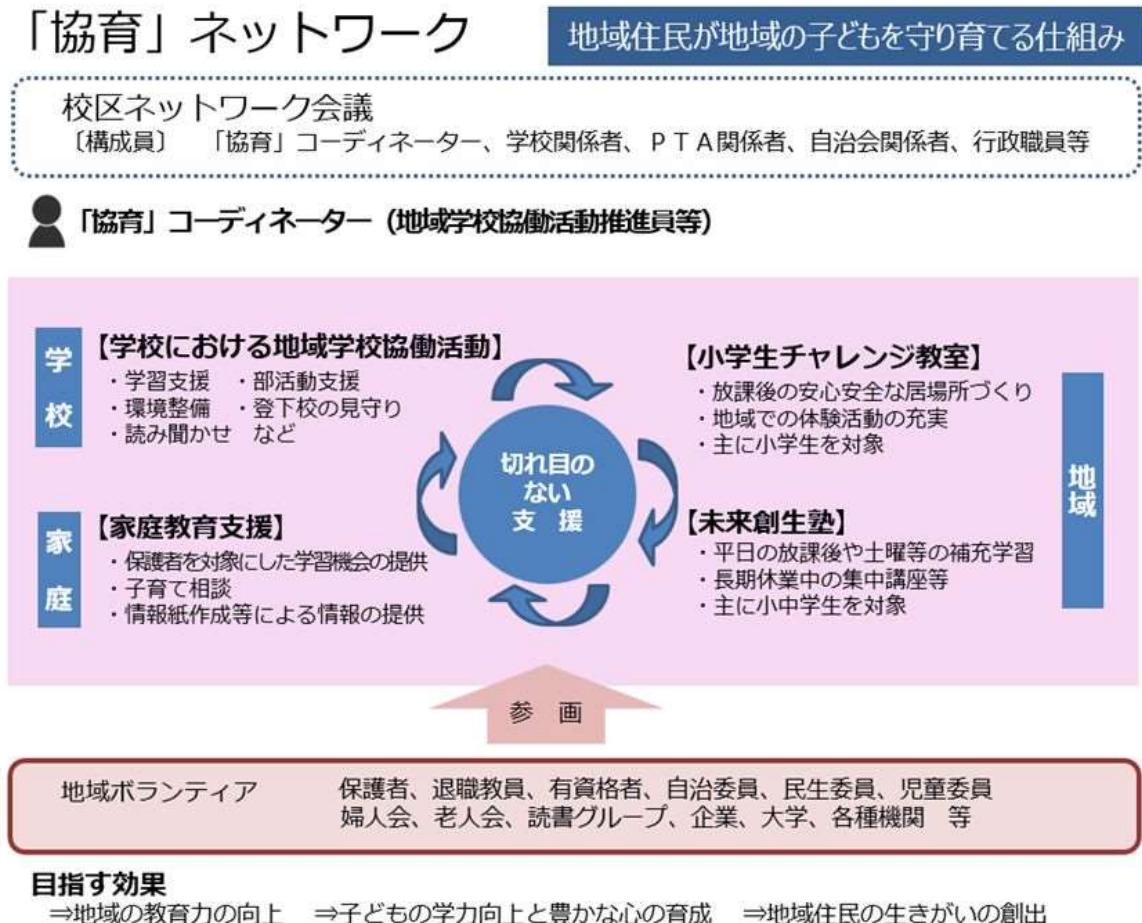 「協育」ネットワーク
地域住民が地域の子どもを守り育てる仕組み
校区ネットワーク会議
〔構成員〕 「協育」コーディネーター、学校関係者、ＰＴＡ関係者、自治会関係者、行政職員等
「協育」コーディネーター（地域学校協働活動推進員等）
学校
【学校における地域学校協働活動】
・学習支援 ・部活動支援
・環境整備 ・登下校の見守り
・読み聞かせ など
家庭
【家庭教育支援】
・保護者を対象にした学習機会の提供
・子育て相談
・情報紙作成等による情報の提供
切れ目の
ない
支 援
【小学生チャレンジ教室】
・放課後の安心安全な居場所づくり
・地域での体験活動の充実
・主に小学生を対象
【未来創生塾】
・平日の放課後や土曜等の補充学習
・長期休業中の集中講座等
・主に小中学生を対象
地域
参 画
地域ボランティア
保護者、退職教員、有資格者、自治委員、民生委員、児童委員
婦人会、老人会、読書グループ、企業、大学、各種機関 等
目指す効果
⇒地域の教育力の向上 ⇒子どもの学力向上と豊かな心の育成 ⇒地域住民の生きがいの創出